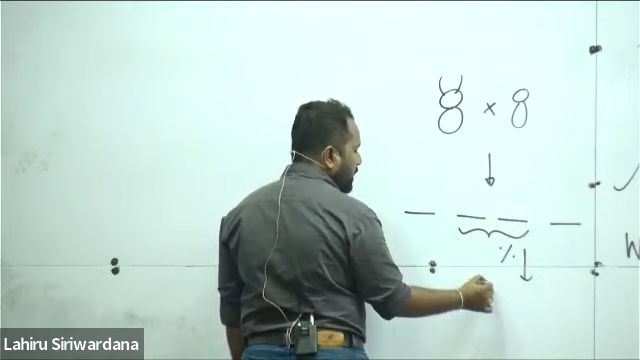 8 × 8
↓
_ _ _ _
% ↓
Lahiru Siriwardana